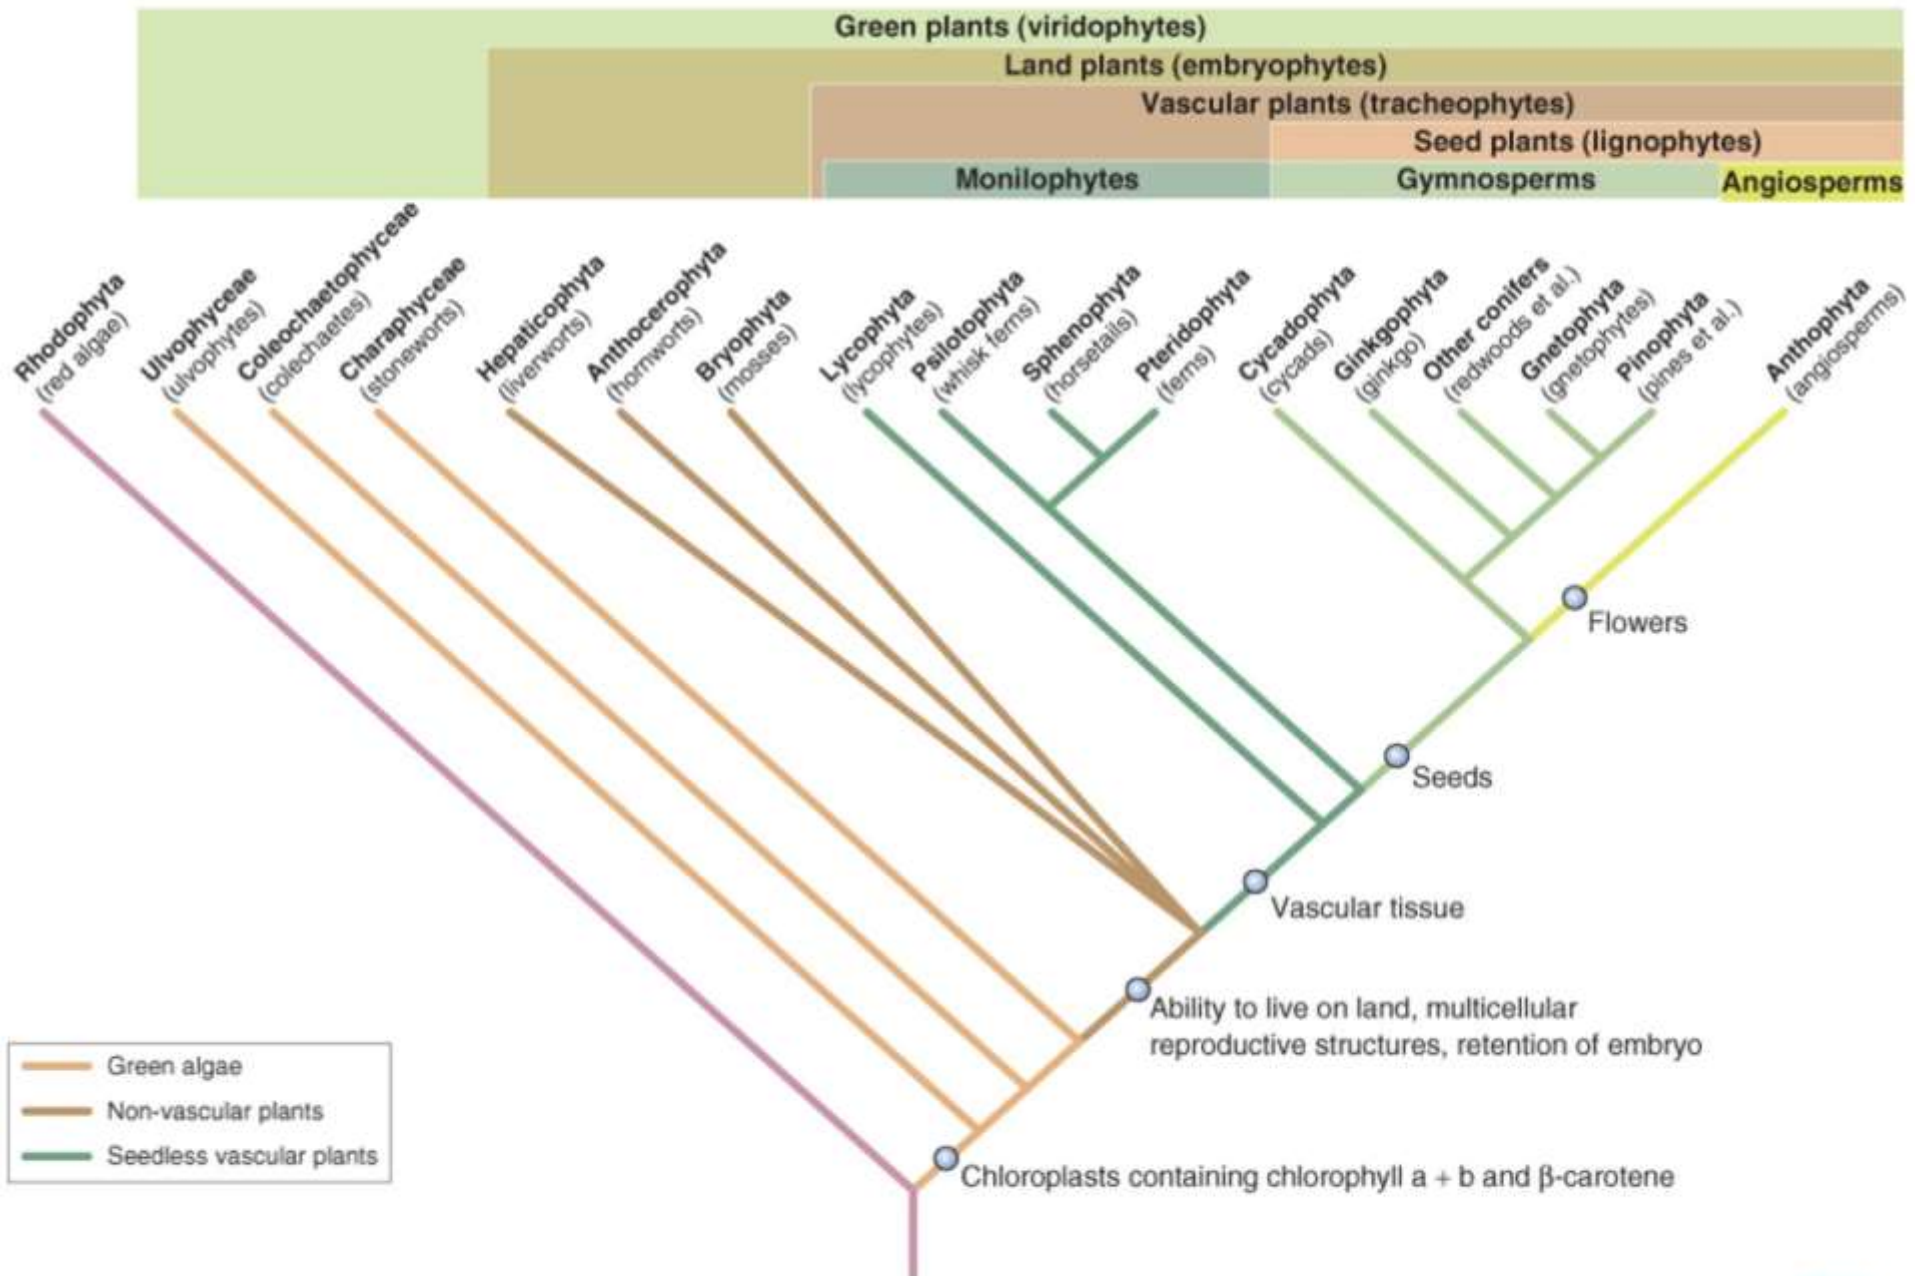 Green plants (viridophytes)
Land plants (embryophytes)
Vascular plants (tracheophytes)
Seed plants (lignophytes)
Monilophytes
Gymnosperms
Angiosperms
Rhodophyta
(red algae)
Ulvophyceae
(ulvophytes)
Coleochaetophyceae
(colechaetes)
Charaphyceae
(stoneworts)
Hepaticophyta
(liverworts)
Anthocerophyta
(hornworts)
Bryophyta
(mosses)
Lycophyta
(lycophytes)
Psilotophyta
(whisk ferns)
Sphenophyta
(horsetails)
Pteridophyta
(ferns)
Cycadophyta
(cycads)
Ginkgophyta
(ginkgo)
Other conifers
(redwoods et al.)
Gnetophyta
(gnetophytes)
Pinophyta
(pines et al.)
Anthophyta
(angiosperms)
Flowers
Seeds
Vascular tissue
Ability to live on land, multicellular
reproductive structures, retention of embryo
Chloroplasts containing chlorophyll a + b and β-carotene
Green algae
Non-vascular plants
Seedless vascular plants